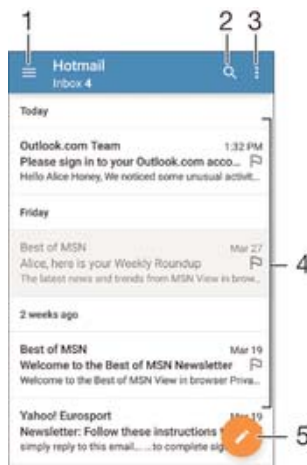 1 2 3
Hotmail
Inbox 4
Today
Outlook.com Team 1:32 PM
Please sign in to your Outlook.com acco...
Hello Alice Honey, We noticed some unusual activit...
Friday
Best of MSN Mar 27
Alice, here is your Weekly Roundup
The latest news and trends from MSN View in brow...
4
2 weeks ago
Best of MSN Mar 19
Welcome to the Best of MSN Newsletter
Welcome to the Best of MSN View in browser Priva...
Yahoo! Eurosport Mar 19
Newsletter: Follow these instructions
simply reply to this email... ...to complete sig
5